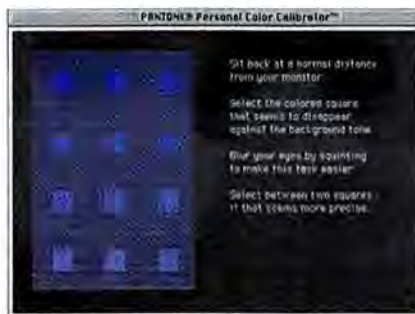 PANTONE® Personal Color Calibrator™
Sit back at a normal distance
from your monitor.
Select the colored square
that seems to disappear
against the background tone.
Blur your eyes by squinting
to make this task easier.
Select between two squares
if that seems more precise.